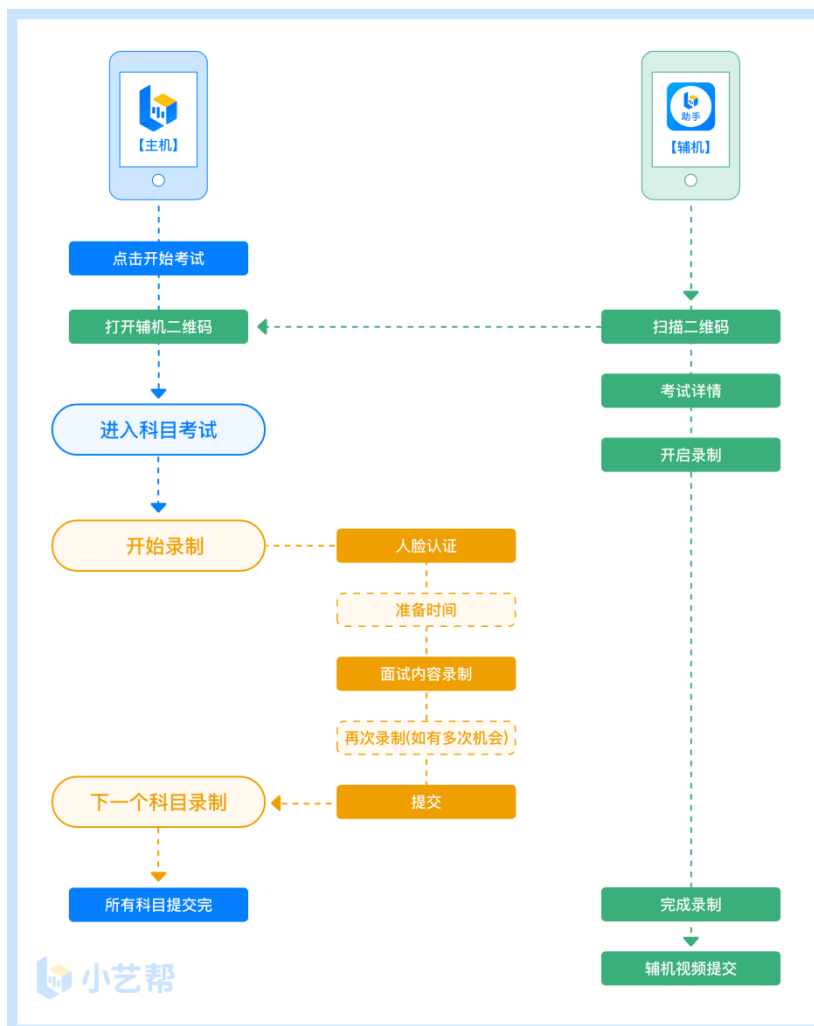 【主机】
助手
【辅机】
点击开始考试
打开辅机二维码
扫描二维码
进入科目考试
考试详情
开启录制
开始录制
人脸认证
准备时间
面试内容录制
再次录制(如有多次机会)
下一个科目录制
提交
所有科目提交完
完成录制
辅机视频提交
小艺帮